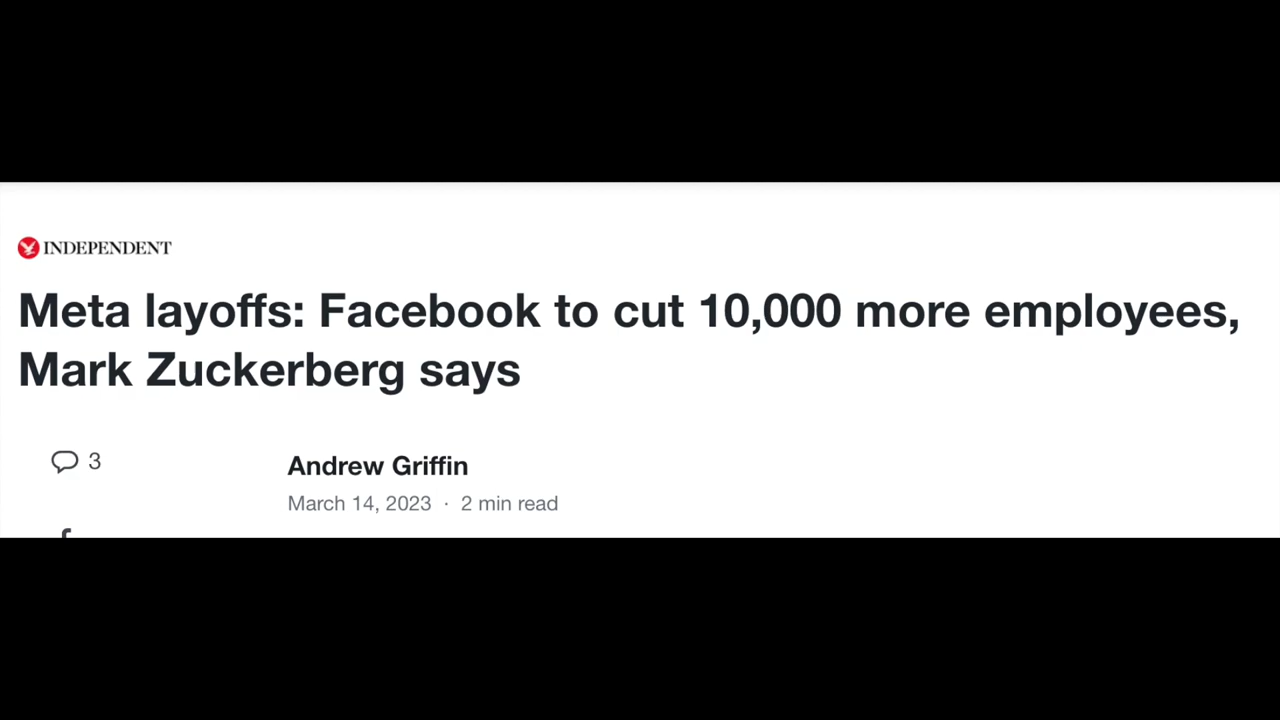 INDEPENDENT
Meta layoffs: Facebook to cut 10,000 more employees,
Mark Zuckerberg says
3
Andrew Griffin
March 14, 2023 · 2 min read